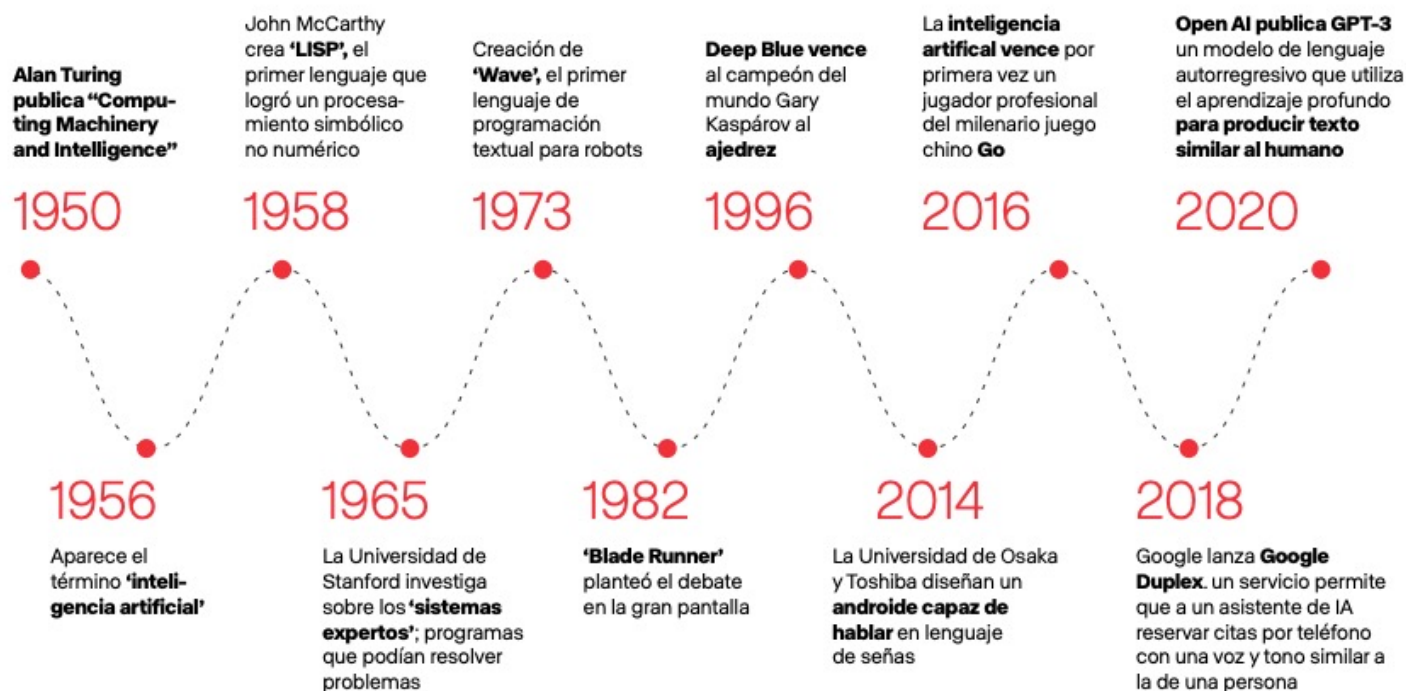 Alan Turing
publica “Compu-
ting Machinery
and Intelligence”
1950
John McCarthy
crea ‘LISP’, el
primer lenguaje que
logró un procesa-
miento simbólico
no numérico
1958
Creación de
‘Wave’, el primer
lenguaje de
programación
textual para robots
1973
Deep Blue vence
al campeón del
mundo Gary
Kaspárov al
ajedrez
1996
La inteligencia
artifical vence por
primera vez un
jugador profesional
del milenario juego
chino Go
2016
Open AI publica GPT-3
un modelo de lenguaje
autorregresivo que utiliza
el aprendizaje profundo
para producir texto
similar al humano
2020
1956
Aparece el
término ‘inteli-
gencia artificial’
1965
La Universidad de
Stanford investiga
sobre los ‘sistemas
expertos’; programas
que podían resolver
problemas
1982
‘Blade Runner’
planteó el debate
en la gran pantalla
2014
La Universidad de Osaka
y Toshiba diseñan un
androide capaz de
hablar en lenguaje
de señas
2018
Google lanza Google
Duplex. un servicio permite
que a un asistente de IA
reservar citas por teléfono
con una voz y tono similar a
la de una persona